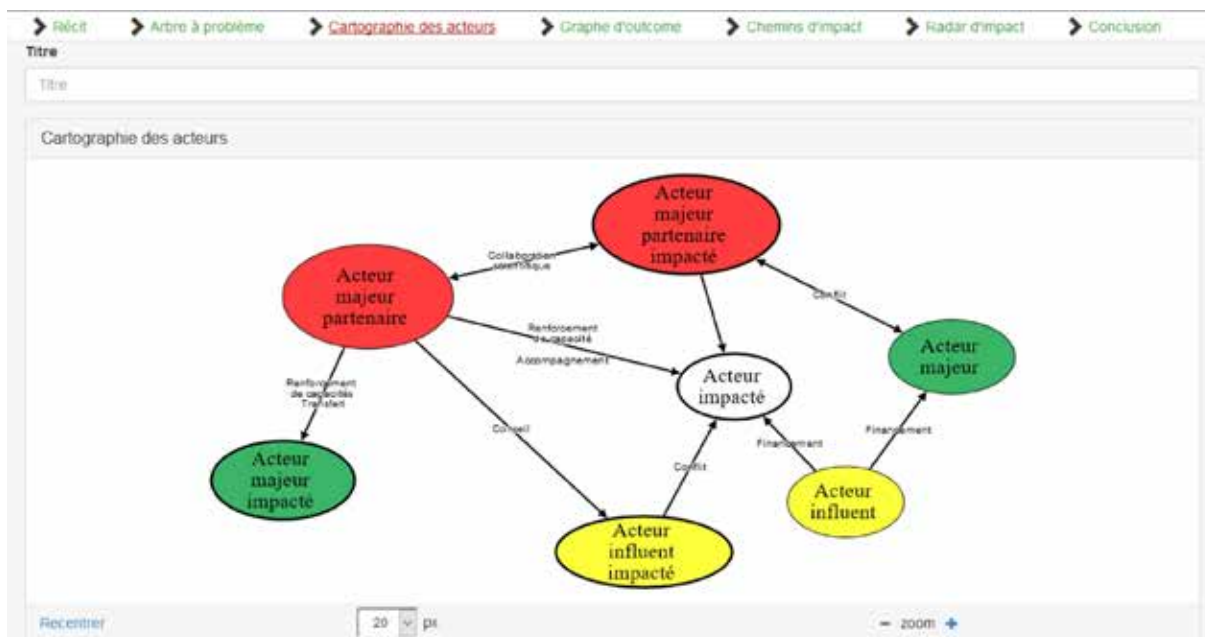 Récit
Arbre à problème
Cartographie des acteurs
Graphe d'outcome
Chemins d'impact
Radar d'impact
Conclusion
Titre
Titre
Cartographie des acteurs
Acteur
majeur
partenaire
impacté
Collaboration
scientifique
Acteur
majeur
partenaire
Conflit
Renforcement
de capacité
Accompagnement
Acteur
majeur
Acteur
impacté
Renforcement
de capacités
Transfert
Conseil
Financement
Financement
Conflit
Acteur
majeur
impacté
Acteur
influent
Acteur
influent
impacté
Recentrer
20 px
− zoom +